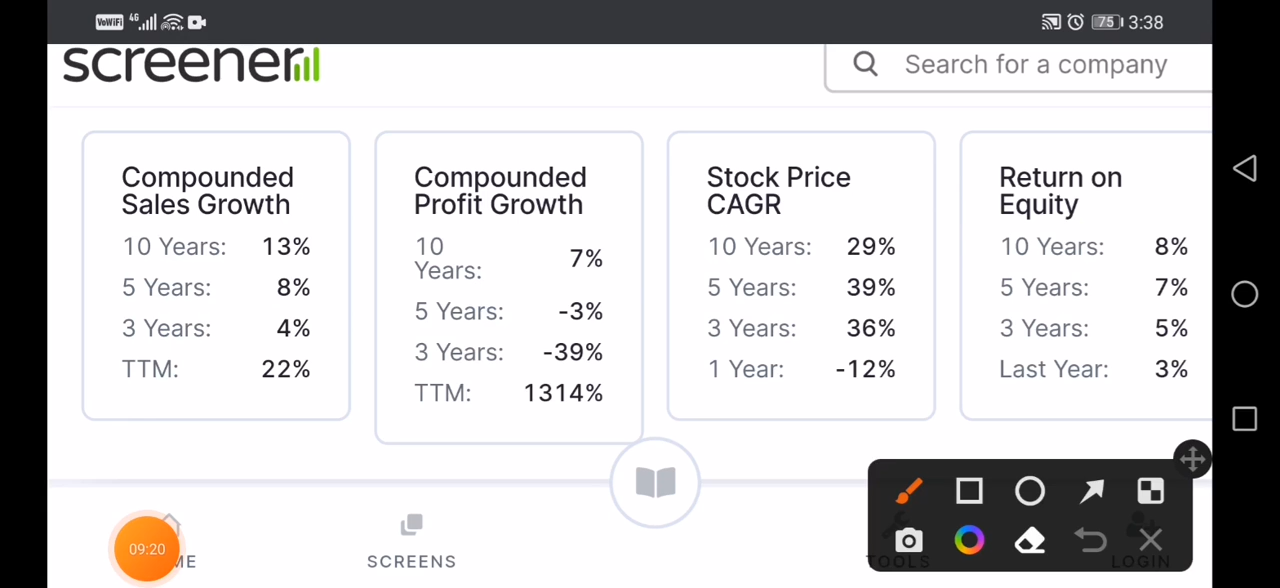 VoWiFi 4G 75 3:38
screener
Search for a company
Compounded
Sales Growth
10 Years: 13%
5 Years: 8%
3 Years: 4%
TTM: 22%
Compounded
Profit Growth
10
Years: 7%
5 Years: -3%
3 Years: -39%
TTM: 1314%
Stock Price
CAGR
10 Years: 29%
5 Years: 39%
3 Years: 36%
1 Year: -12%
Return on
Equity
10 Years: 8%
5 Years: 7%
3 Years: 5%
Last Year: 3%
09:20
ME
SCREENS
TOOLS
LOGIN